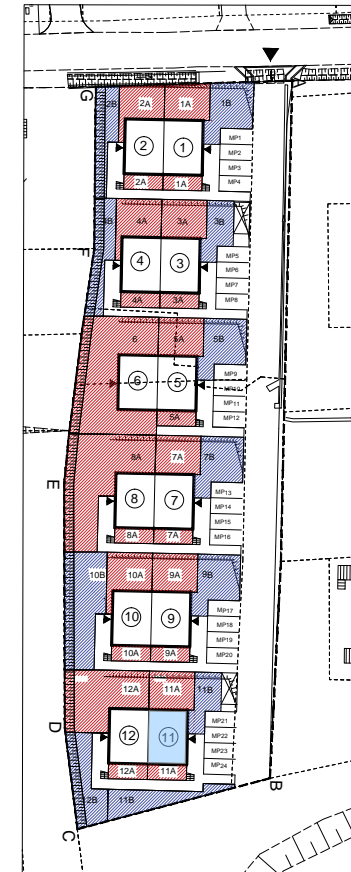 G
2B
2A
1A
1B
2
1
MP1
MP2
MP3
MP4
2A
1A
4A
3A
3B
F
4
3
MP5
MP6
MP7
MP8
4A
3A
6
5A
5B
6
5
MP9
MP10
MP11
MP12
5A
8A
7A
7B
E
8
7
MP13
MP14
MP15
MP16
8A
7A
10B
10A
9A
9B
10
9
MP17
MP18
MP19
MP20
10A
9A
12A
11A
11B
D
12
11
MP21
MP22
MP23
MP24
12A
11A
B
11B
C